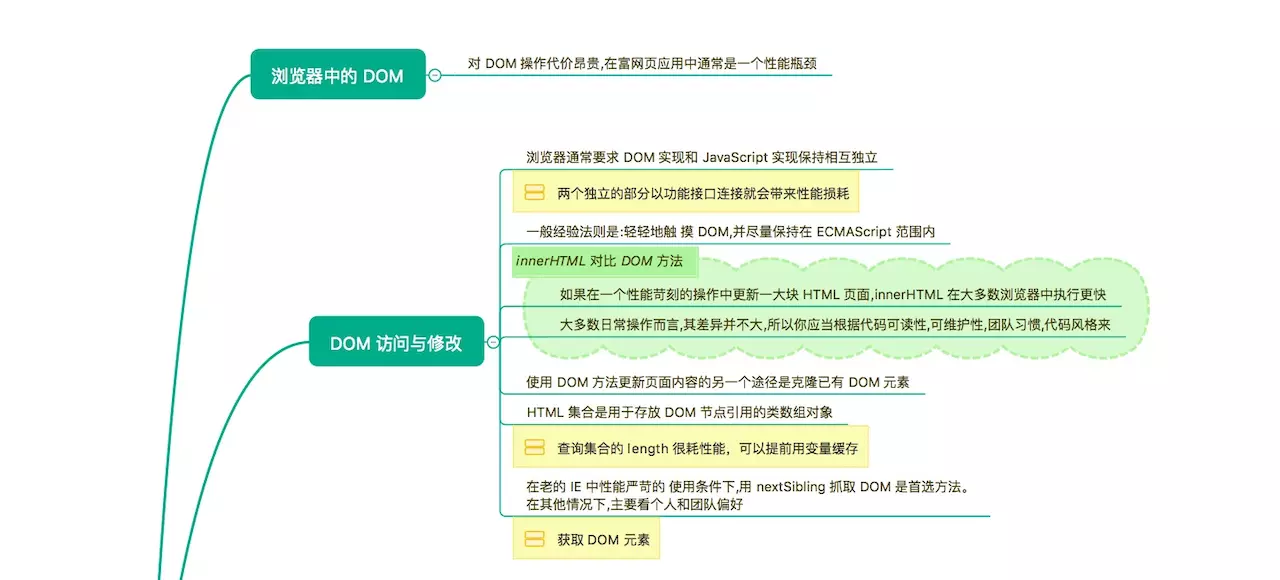 浏览器中的 DOM
对 DOM 操作代价昂贵,在富网页应用中通常是一个性能瓶颈
DOM 访问与修改
浏览器通常要求 DOM 实现和 JavaScript 实现保持相互独立
两个独立的部分以功能接口连接就会带来性能损耗
一般经验法则是:轻轻地触 摸 DOM,并尽量保持在 ECMAScript 范围内
innerHTML 对比 DOM 方法
如果在一个性能苛刻的操作中更新一大块 HTML 页面,innerHTML 在大多数浏览器中执行更快
大多数日常操作而言,其差异并不大,所以你应当根据代码可读性,可维护性,团队习惯,代码风格来
使用 DOM 方法更新页面内容的另一个途径是克隆已有 DOM 元素
HTML 集合是用于存放 DOM 节点引用的类数组对象
查询集合的 length 很耗性能，可以提前用变量缓存
在老的 IE 中性能严苛的 使用条件下,用 nextSibling 抓取 DOM 是首选方法。
在其他情况下,主要看个人和团队偏好
获取 DOM 元素